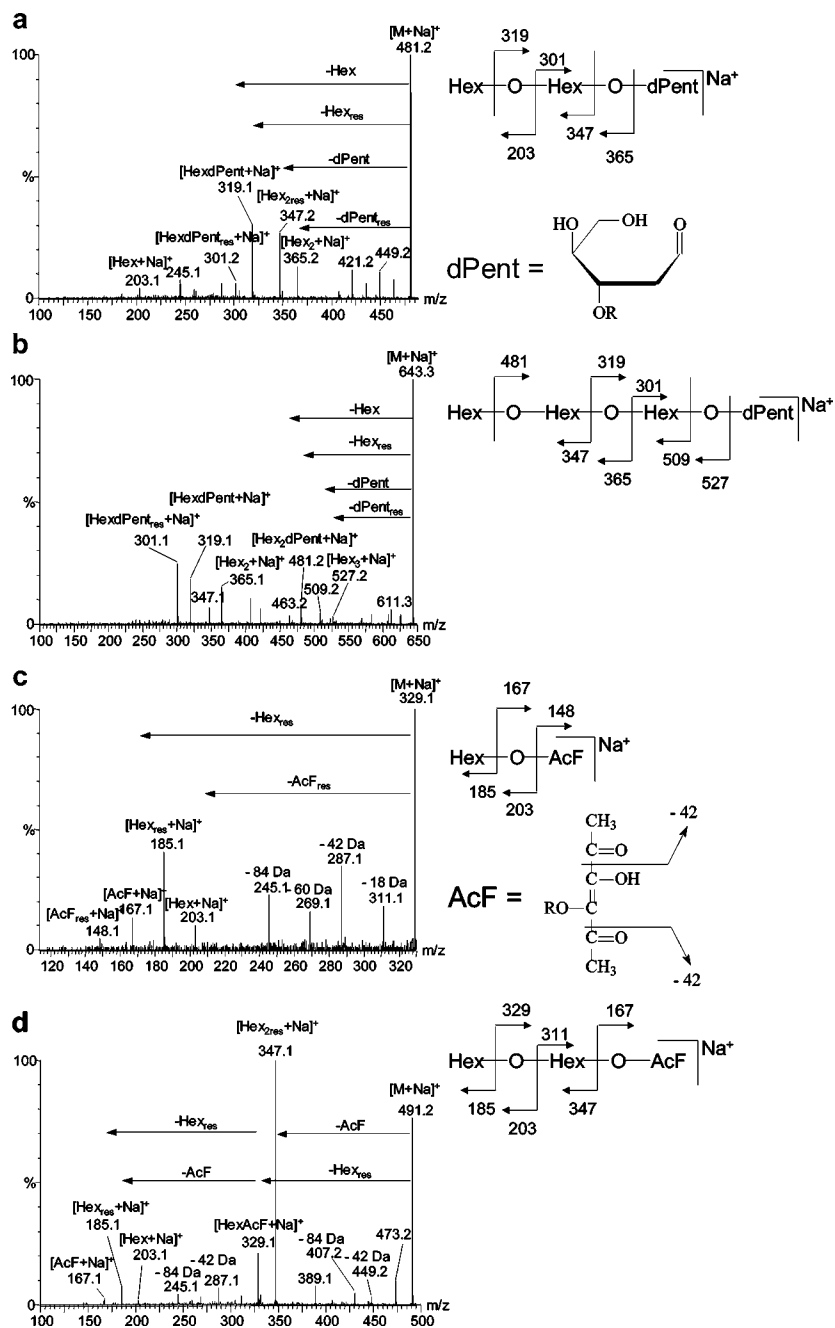 a
[M+Na]+
481.2
100
-Hex
-Hexres
-dPent
[HexdPent+Na]+
319.1
[Hex2res+Na]+
347.2
-dPentres
%
[HexdPentres+Na]+
301.2
[Hex2+Na]+
365.2
[Hex+Na]+
203.1
245.1
421.2
449.2
0
100 150 200 250 300 350 400 450 m/z
319
301
Hex O Hex O dPent Na+
347
203
365
HO
OH
O
dPent =
OR
b
[M+Na]+
643.3
100
-Hex
-Hexres
-dPent
-dPentres
%
[HexdPent+Na]+
[HexdPentres+Na]+
301.1
319.1
[Hex2dPent+Na]+
[Hex2+Na]+
365.1
481.2
[Hex3+Na]+
527.2
347.1
463.2
509.2
611.3
0
100 150 200 250 300 350 400 450 500 550 600 650 m/z
481
319
301
Hex O Hex O Hex O dPent Na+
347
365
509
527
c
[M+Na]+
329.1
100
-Hexres
-AcFres
%
[Hexres+Na]+
185.1
- 42 Da
287.1
- 84 Da
245.1
- 60 Da
269.1
- 18 Da
311.1
[AcF+Na]+
167.1
[Hex+Na]+
203.1
[AcFres+Na]+
148.1
0
120 140 160 180 200 220 240 260 280 300 320 m/z
167
148
Hex O AcF Na+
185
203
CH3
- 42
C=O
C-OH
AcF =
RO-C
C=O
CH3
- 42
d
[Hex2res+Na]+
347.1
100
[M+Na]+
491.2
-Hexres
-AcF
-AcF
-Hexres
%
[Hexres+Na]+
185.1
[Hex+Na]+
203.1
[HexAcF+Na]+
329.1
- 84 Da
407.2
473.2
[AcF+Na]+
167.1
- 84 Da
245.1
- 42 Da
287.1
389.1
- 42 Da
449.2
0
100 150 200 250 300 350 400 450 500 m/z
329
311
167
Hex O Hex O AcF Na+
185
203
347